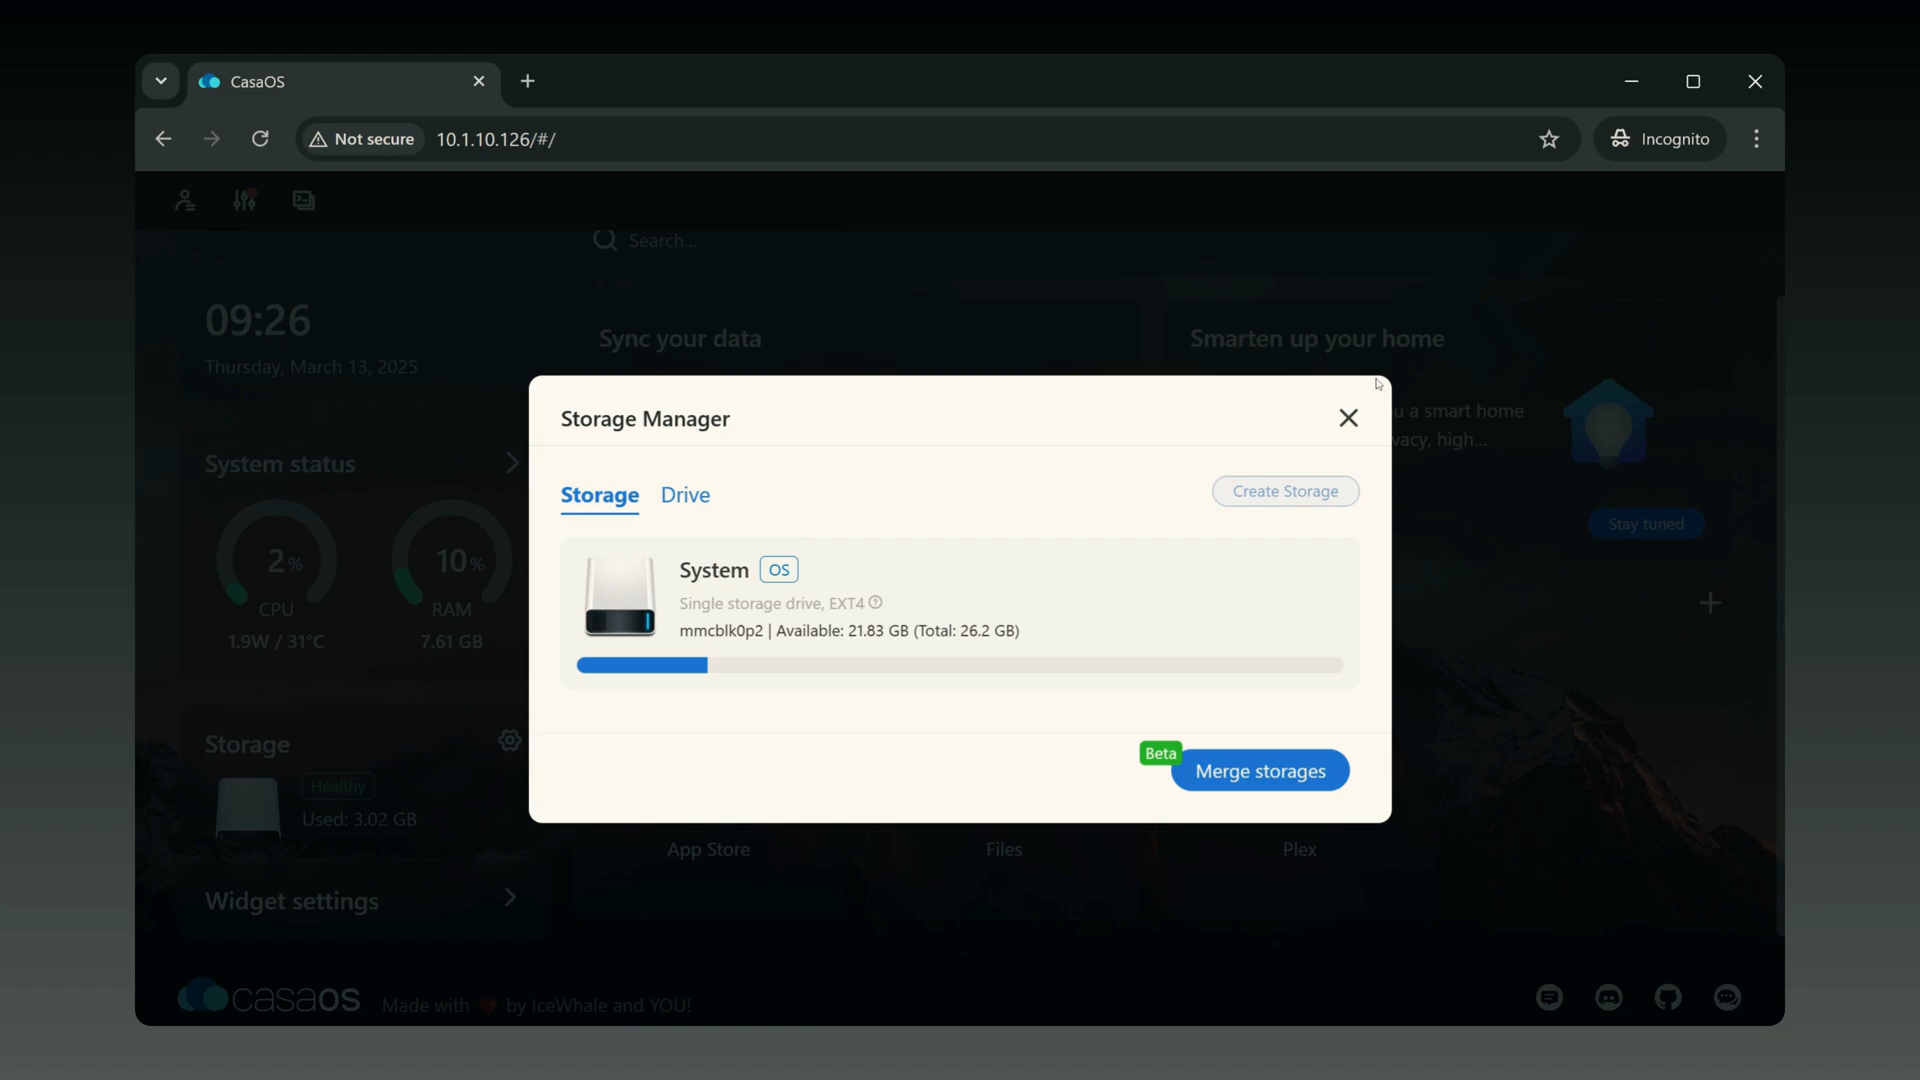 CasaOS
Not secure
10.1.10.126/#/
Incognito
Search...
09:26
Thursday, March 13, 2025
Sync your data
Smarten up your home
u a smart home
vacy, high...
Stay tuned
System status
2%
CPU
1.9W / 31°C
10%
RAM
7.61 GB
Storage Manager
Storage
Drive
Create Storage
System
OS
Single storage drive, EXT4
mmcblk0p2 | Available: 21.83 GB (Total: 26.2 GB)
Beta
Merge storages
Storage
Healthy
Used: 3.02 GB
App Store
Files
Plex
Widget settings
casaos
Made with ❤ by IceWhale and YOU!